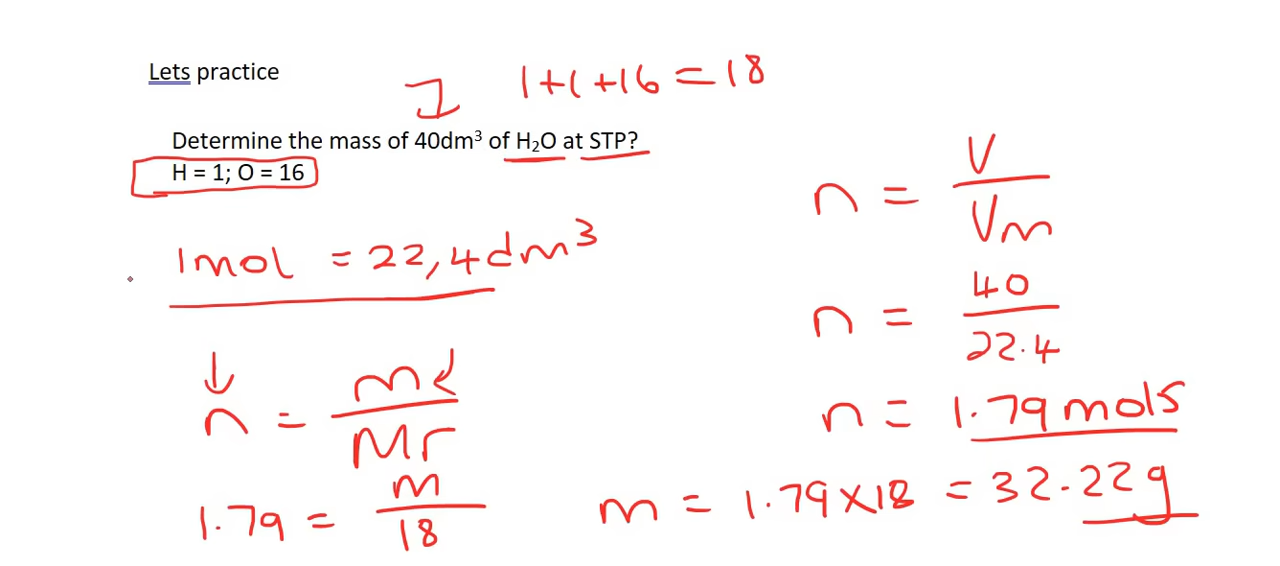 Lets practice
1+1+16=18
Determine the mass of 40dm³ of H₂O at STP?
H = 1; O = 16
1mol = 22,4dm³
n = m/Mr
1.79 = m/18
n = V/Vm
n = 40/22.4
n = 1.79 mols
m = 1.79×18 = 32.22g